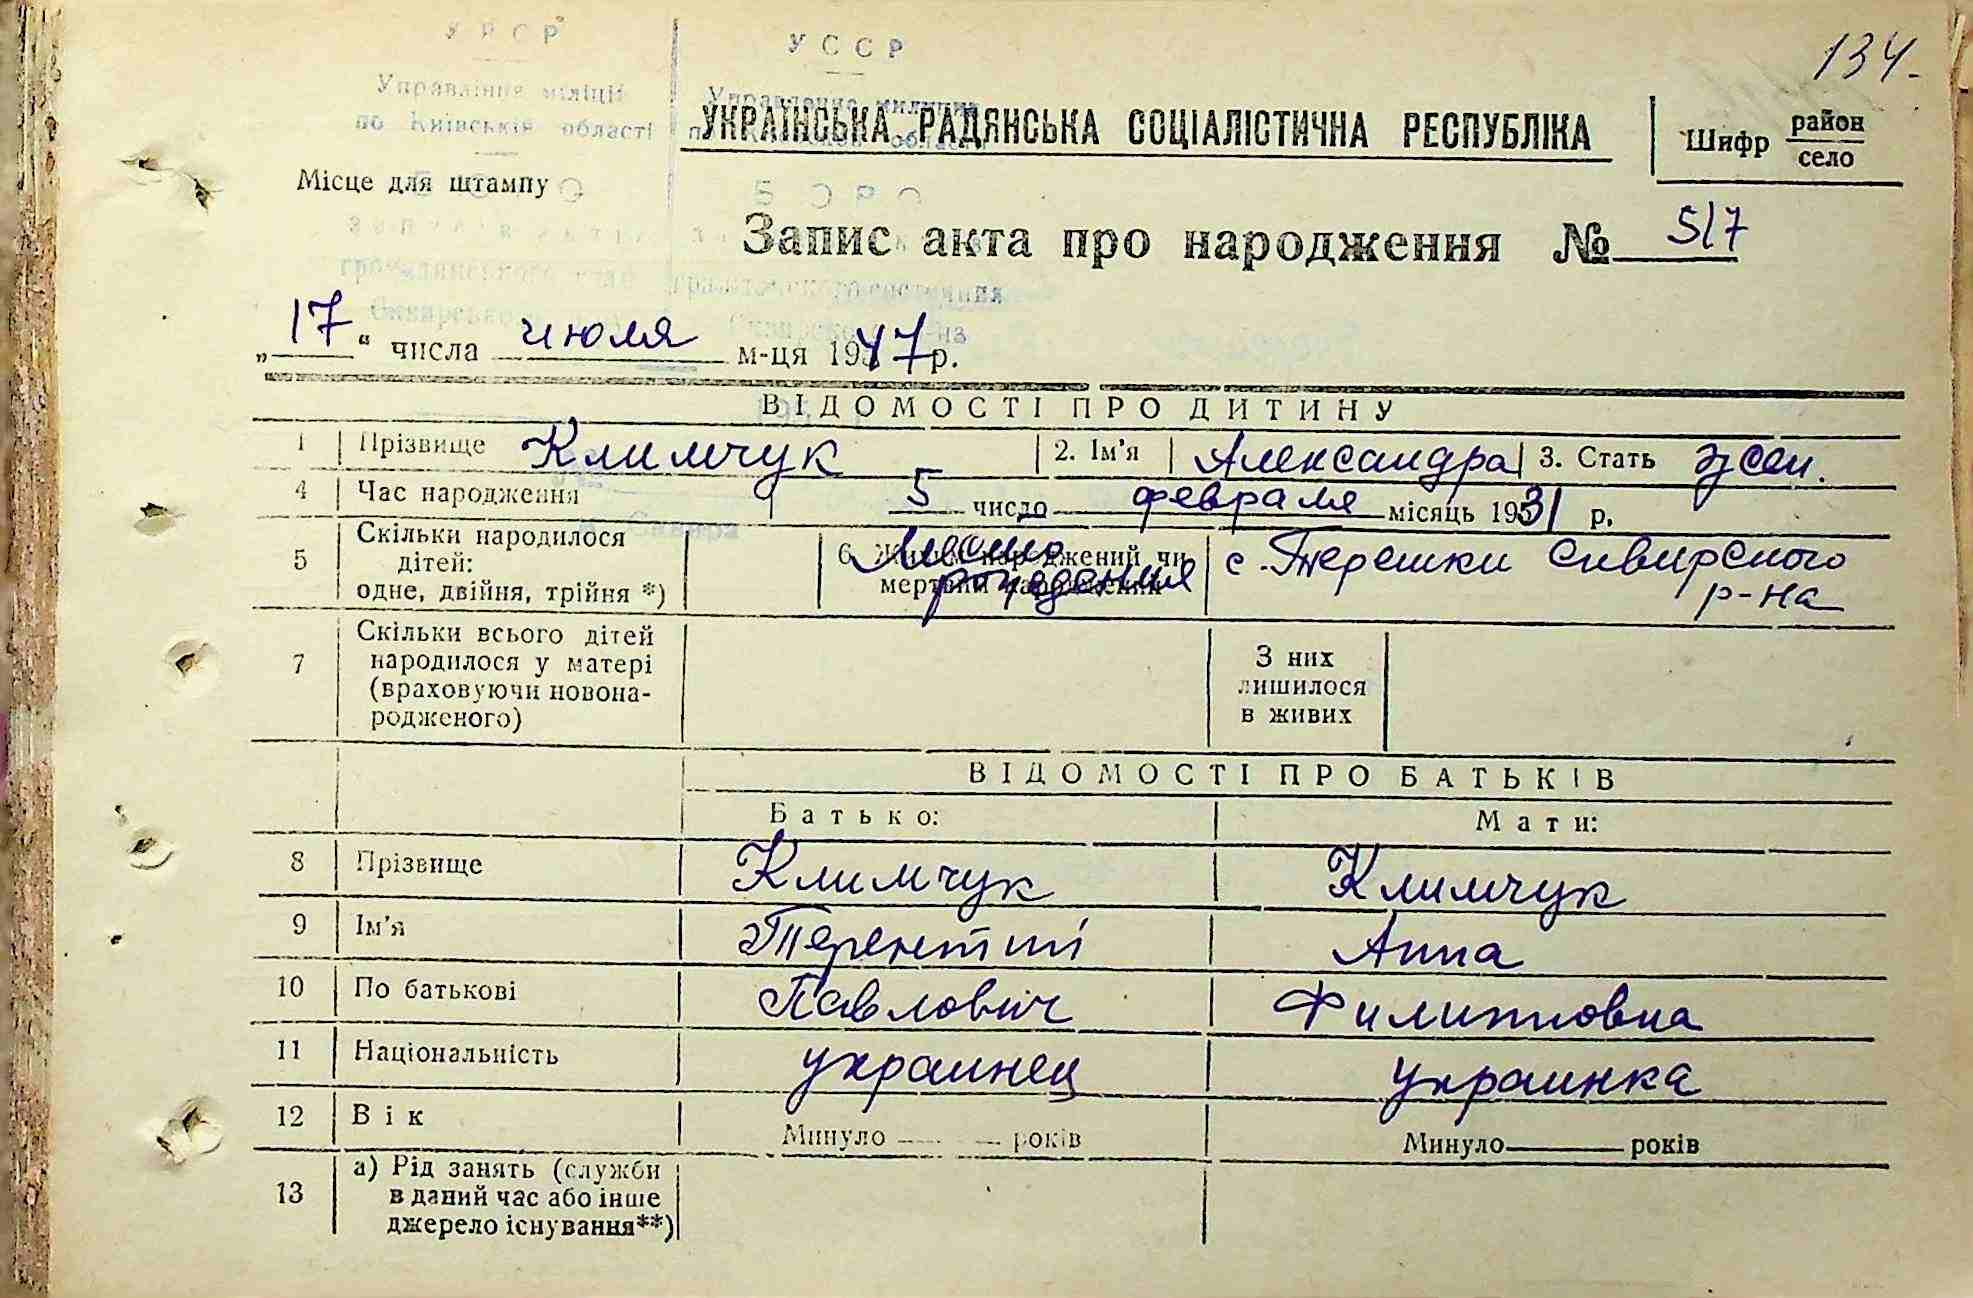 134.
УССР
УССР
Управління міліції
по Київській області
УКРАЇНСЬКА РАДЯНСЬКА СОЦІАЛІСТИЧНА РЕСПУБЛІКА
Шифр район
село
Місце для штампу
Запис акта про народження № 517
„17“ числа июля м-ця 1947 р.
ВІДОМОСТІ ПРО ДИТИНУ
1 Прізвище Климчук 2. Ім'я Александра 3. Стать жен.
4 Час народження 5 число февраля місяць 1931 р.
5 Скільки народилося дітей: одне, двійня, трійня *) 6. Живим народжений чи мертвим народжений Место рождения с. Терешки Сквирского р-на
7 Скільки всього дітей народилося у матері (враховуючи новона-родженого) З них лишилося в живих
ВІДОМОСТІ ПРО БАТЬКІВ
Батько: Мати:
8 Прізвище Климчук Климчук
9 Ім'я Терентий Анна
10 По батькові Павлович Филипповна
11 Національність украинец украинка
12 Вік Минуло — років Минуло — років
13 а) Рід занять (служби
в даний час або інше
джерело існування**)